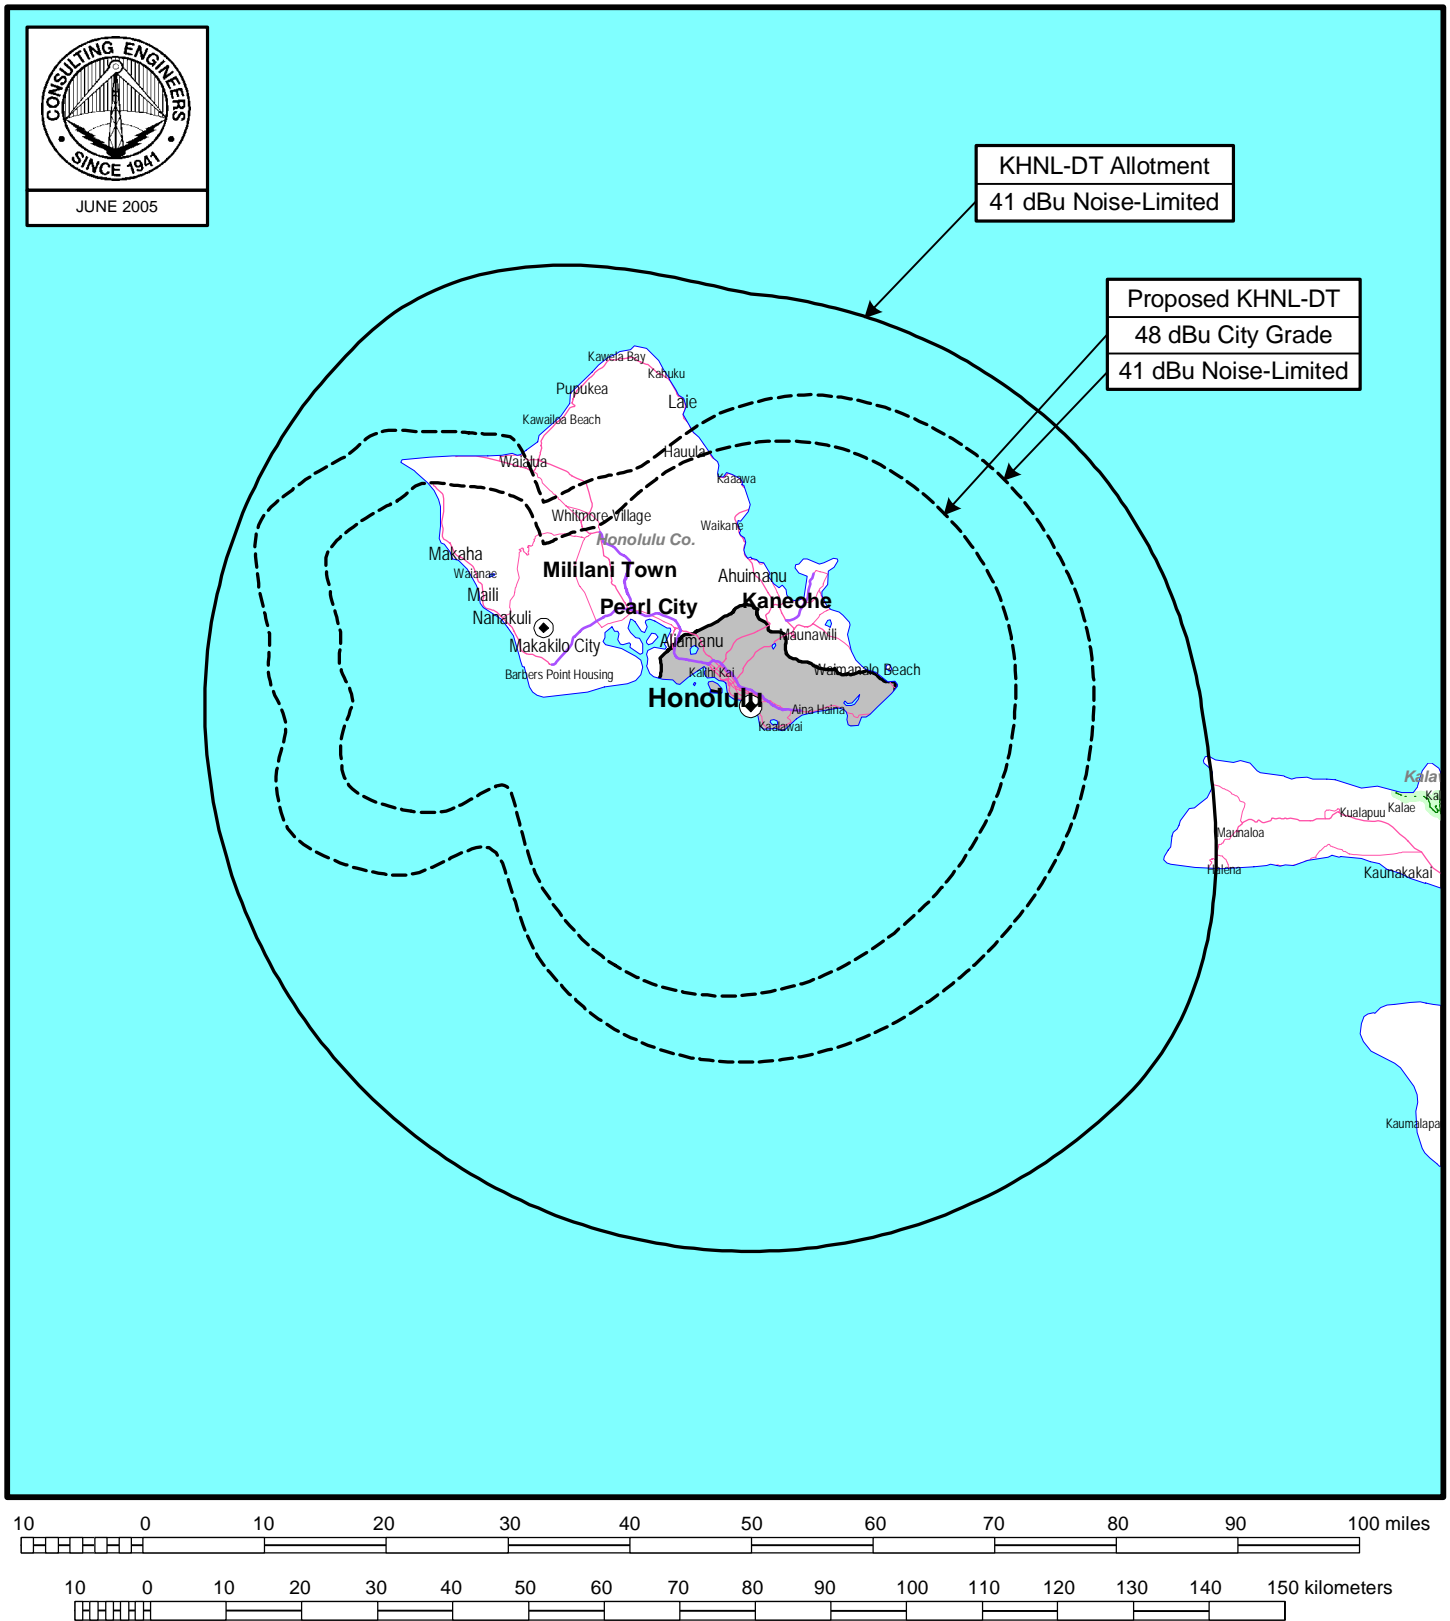 CONSULTING ENGINEERS
SINCE 1941
JUNE 2005
KHNL-DT Allotment
41 dBu Noise-Limited
Proposed KHNL-DT
48 dBu City Grade
41 dBu Noise-Limited
Kawela Bay
Kahuku
Pupukea
Laie
Kawailoa Beach
Hauula
Waialua
Kaaawa
Whitmore Village
Waikane
Honolulu Co.
Makaha
Mililani Town
Waianae
Ahuimanu
Maili
Pearl City
Kaneohe
Nanakuli
Maunawili
Makakilo City
Aliamanu
Waimanalo Beach
Barbers Point Housing
Kalihi Kai
Honolulu
Aina Haina
Kaalawai
Kalaw
Kal
Kalae
Kualapuu
Maunaloa
Halena
Kaunakakai
Kaumalapa
10 0 10 20 30 40 50 60 70 80 90 100 miles
10 0 10 20 30 40 50 60 70 80 90 100 110 120 130 140 150 kilometers